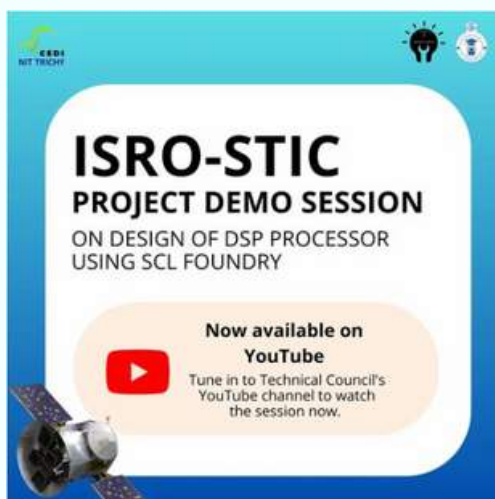 CEDI
NIT TRICHY
ISRO-STIC
PROJECT DEMO SESSION
ON DESIGN OF DSP PROCESSOR
USING SCL FOUNDRY
Now available on
YouTube
Tune in to Technical Council's
YouTube channel to watch
the session now.